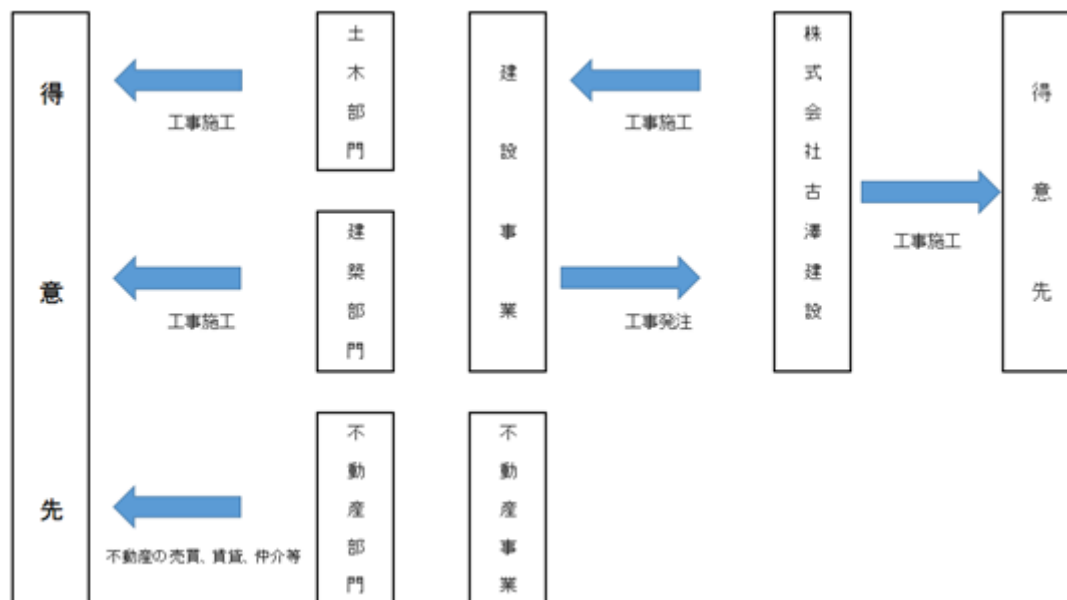 得意先
土木部門
建設事業
株式会社古澤建設
得意先
工事施工
工事施工
工事施工
建築部門
工事施工
工事発注
不動産部門
不動産事業
不動産の売買、賃貸、仲介等